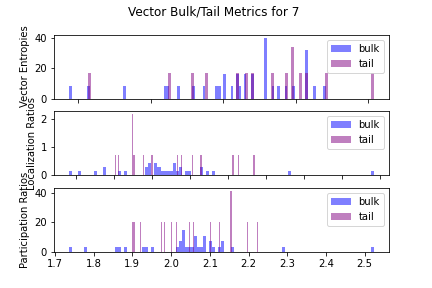 Vector Bulk/Tail Metrics for 7
Vector Entropies
40
20
0
bulk
tail
Localization Ratios
2
1
0
bulk
tail
Participation Ratios
40
20
0
bulk
tail
1.7 1.8 1.9 2.0 2.1 2.2 2.3 2.4 2.5